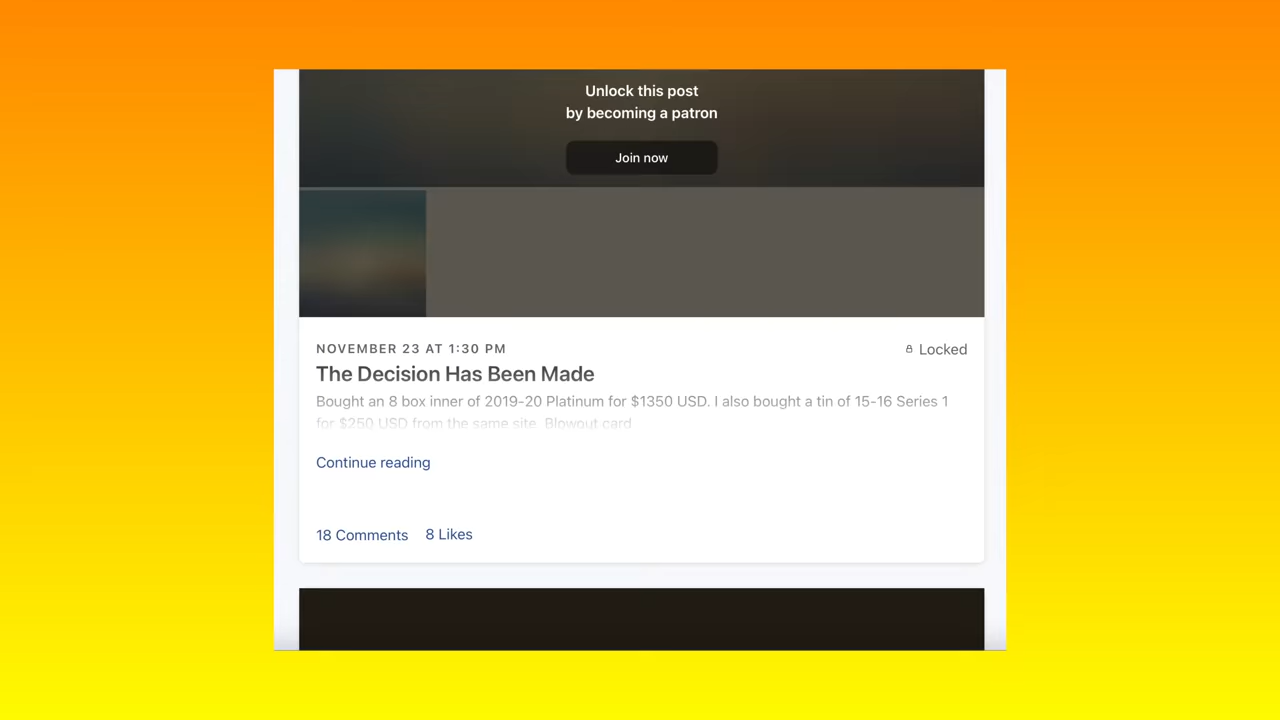 Unlock this post
by becoming a patron
Join now
NOVEMBER 23 AT 1:30 PM
Locked
The Decision Has Been Made
Bought an 8 box inner of 2019-20 Platinum for $1350 USD. I also bought a tin of 15-16 Series 1
for $250 USD from the same site. Blowout card
Continue reading
18 Comments
8 Likes